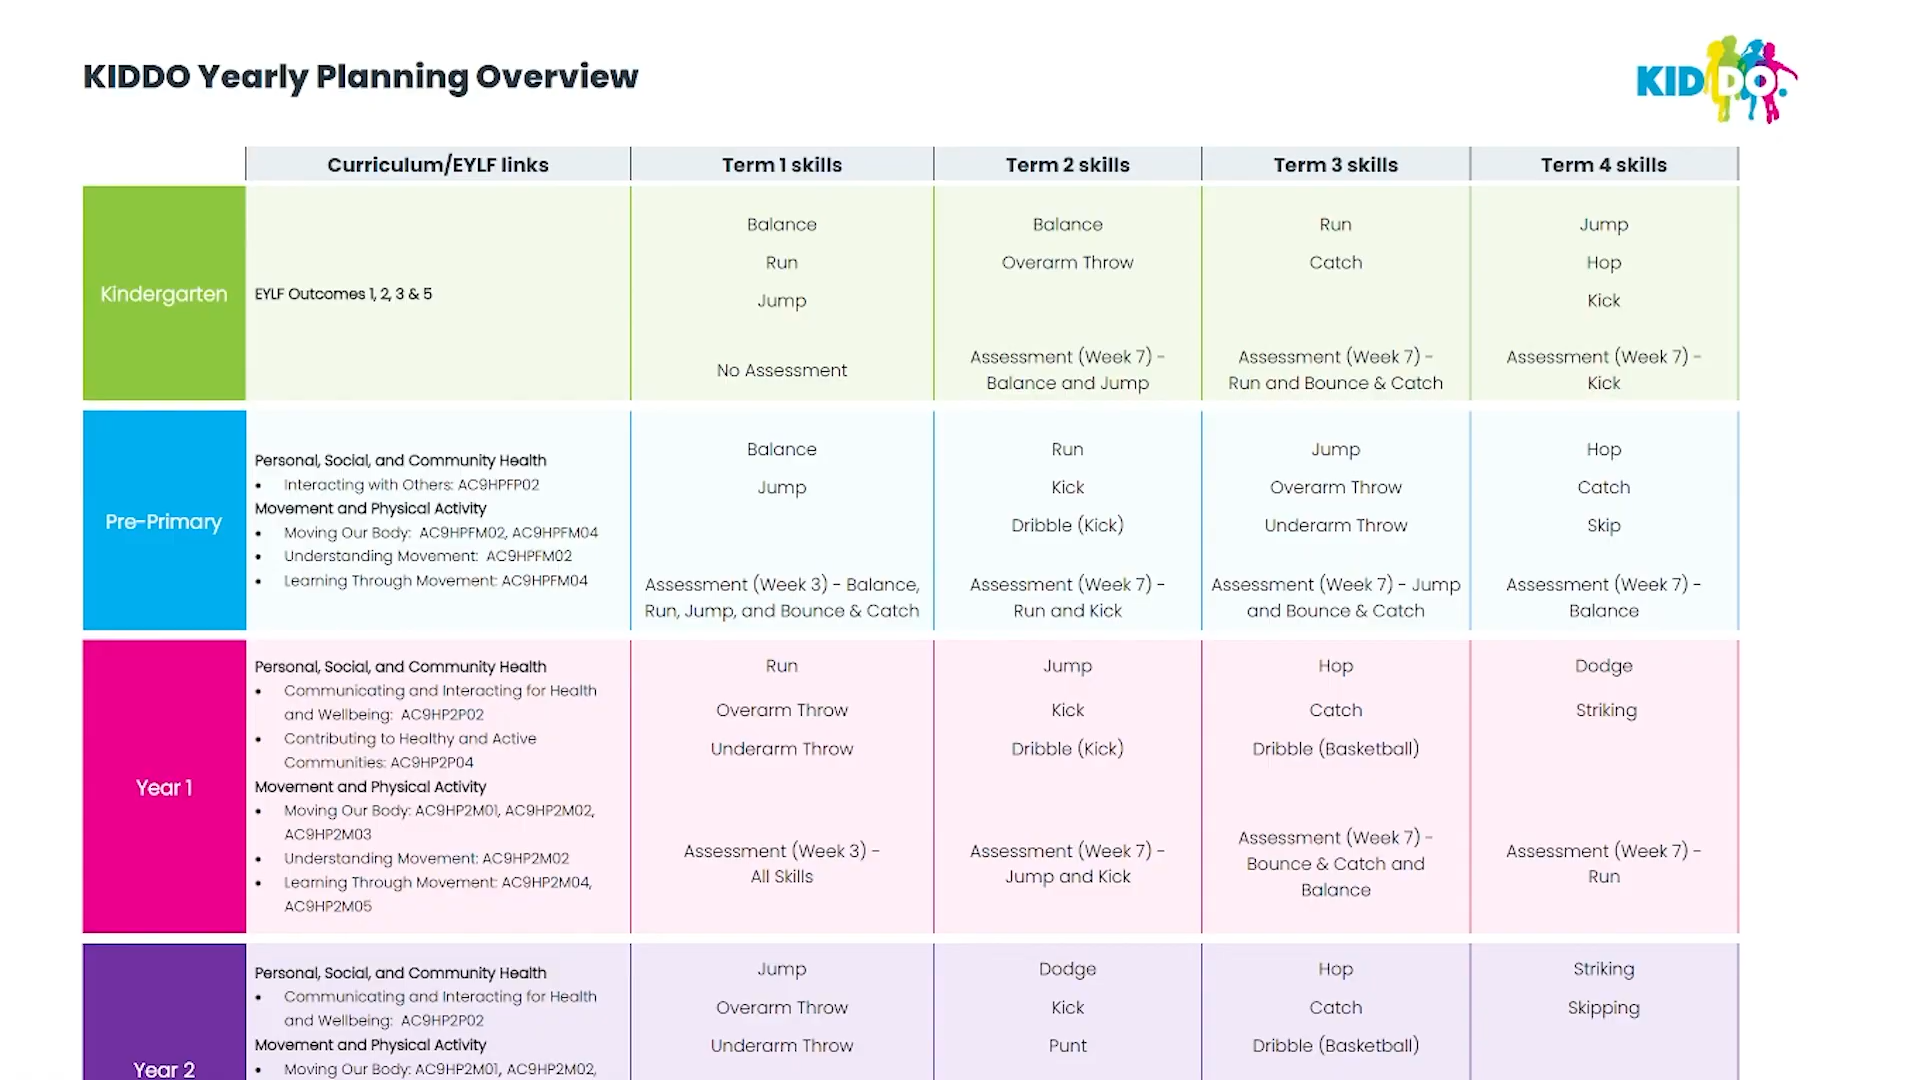 KIDDO Yearly Planning Overview
KIDDO.
Curriculum/EYLF links
Term 1 skills
Term 2 skills
Term 3 skills
Term 4 skills
Kindergarten
EYLF Outcomes 1, 2, 3 & 5
Balance
Run
Jump
No Assessment
Balance
Overarm Throw
Assessment (Week 7) -
Balance and Jump
Run
Catch
Assessment (Week 7) -
Run and Bounce & Catch
Jump
Hop
Kick
Assessment (Week 7) -
Kick
Pre-Primary
Personal, Social, and Community Health
• Interacting with Others: AC9HPFP02
Movement and Physical Activity
• Moving Our Body: AC9HPFM02, AC9HPFM04
• Understanding Movement: AC9HPFM02
• Learning Through Movement: AC9HPFM04
Balance
Jump
Assessment (Week 3) - Balance,
Run, Jump, and Bounce & Catch
Run
Kick
Dribble (Kick)
Assessment (Week 7) -
Run and Kick
Jump
Overarm Throw
Underarm Throw
Assessment (Week 7) - Jump
and Bounce & Catch
Hop
Catch
Skip
Assessment (Week 7) -
Balance
Year 1
Personal, Social, and Community Health
• Communicating and Interacting for Health
and Wellbeing: AC9HP2P02
• Contributing to Healthy and Active
Communities: AC9HP2P04
Movement and Physical Activity
• Moving Our Body: AC9HP2M01, AC9HP2M02,
AC9HP2M03
• Understanding Movement: AC9HP2M02
• Learning Through Movement: AC9HP2M04,
AC9HP2M05
Run
Overarm Throw
Underarm Throw
Assessment (Week 3) -
All Skills
Jump
Kick
Dribble (Kick)
Assessment (Week 7) -
Jump and Kick
Hop
Catch
Dribble (Basketball)
Assessment (Week 7) -
Bounce & Catch and
Balance
Dodge
Striking
Assessment (Week 7) -
Run
Year 2
Personal, Social, and Community Health
• Communicating and Interacting for Health
and Wellbeing: AC9HP2P02
Movement and Physical Activity
• Moving Our Body: AC9HP2M01, AC9HP2M02,
Jump
Overarm Throw
Underarm Throw
Dodge
Kick
Punt
Hop
Catch
Dribble (Basketball)
Striking
Skipping